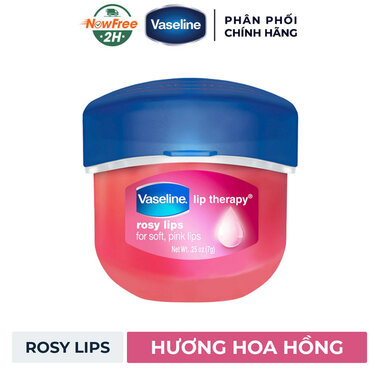 NowFree
2H
Vaseline
PHÂN PHỐI
CHÍNH HÃNG
Vaseline. lip therapy®
rosy lips
for soft, pink lips
Net Wt. .25 oz (7g)
ROSY LIPS
HƯƠNG HOA HỒNG